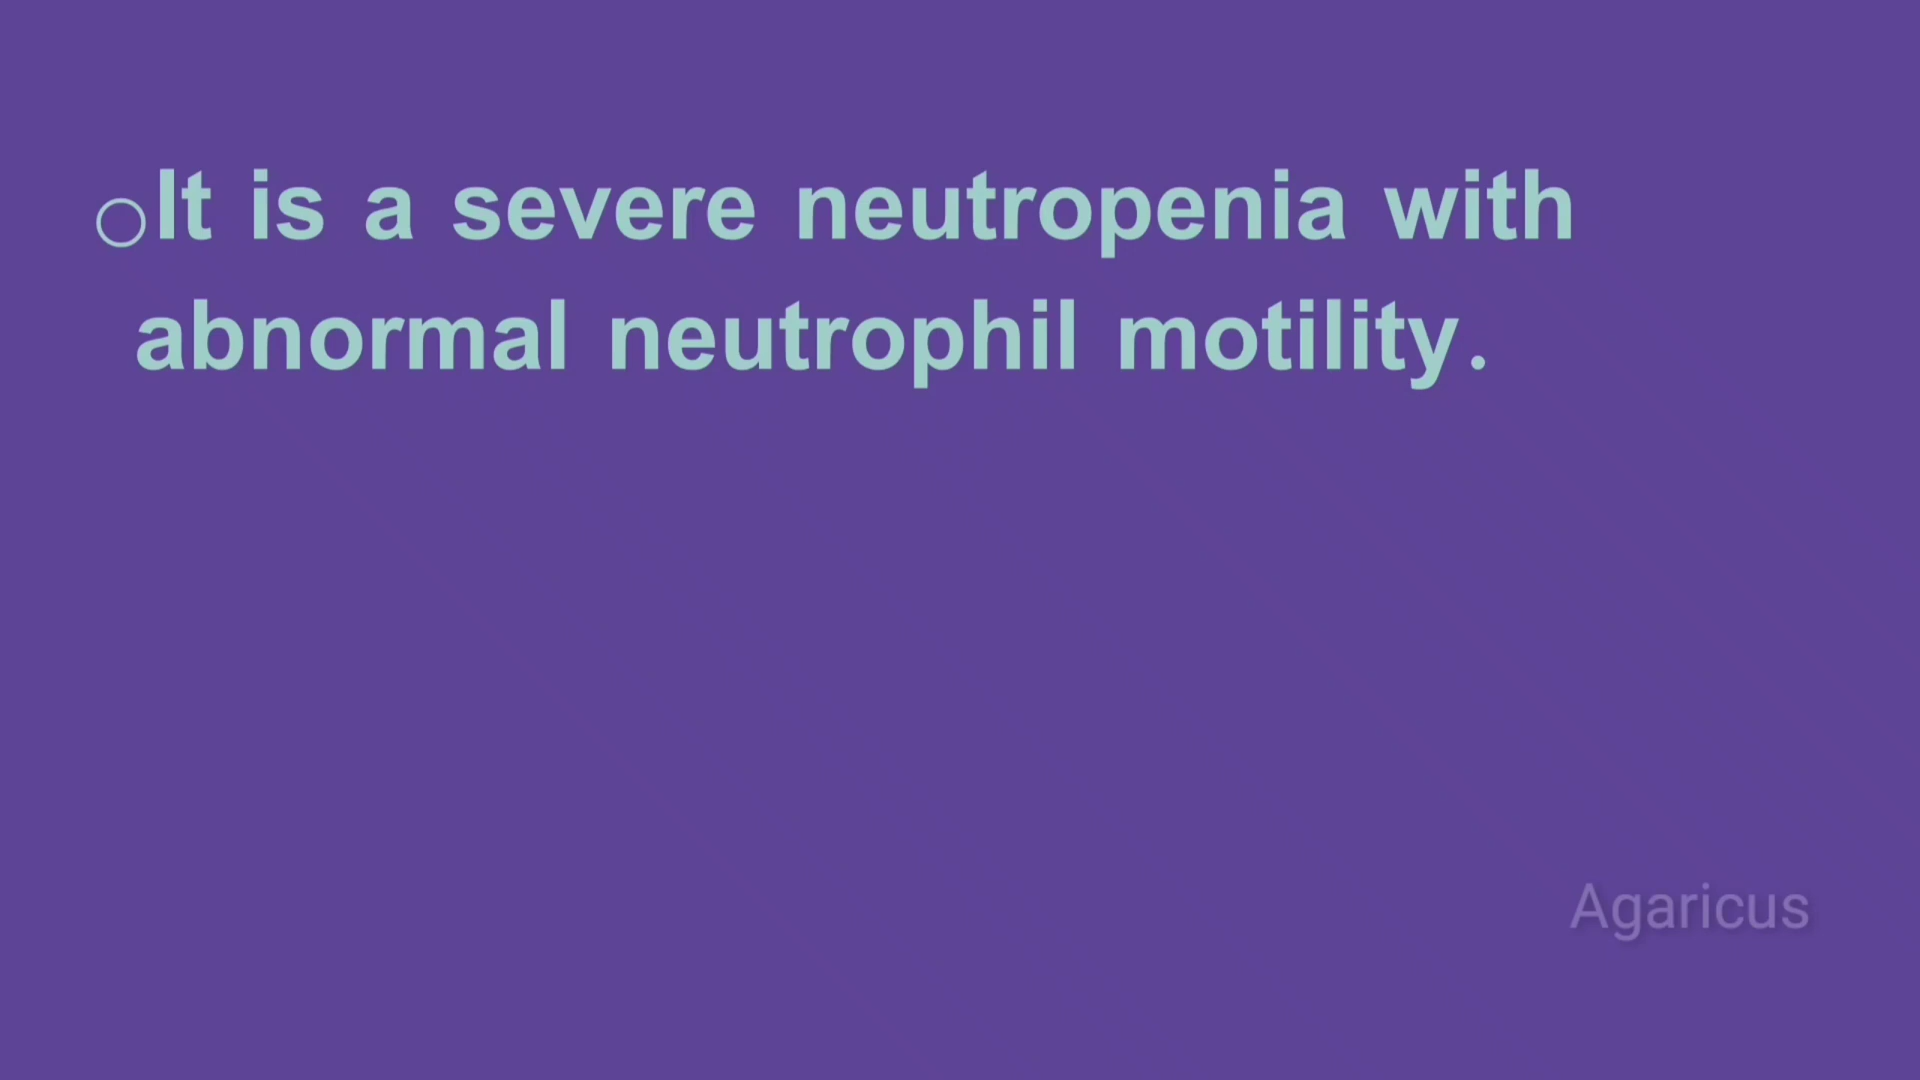 ○It is a severe neutropenia with
abnormal neutrophil motility.
Agaricus